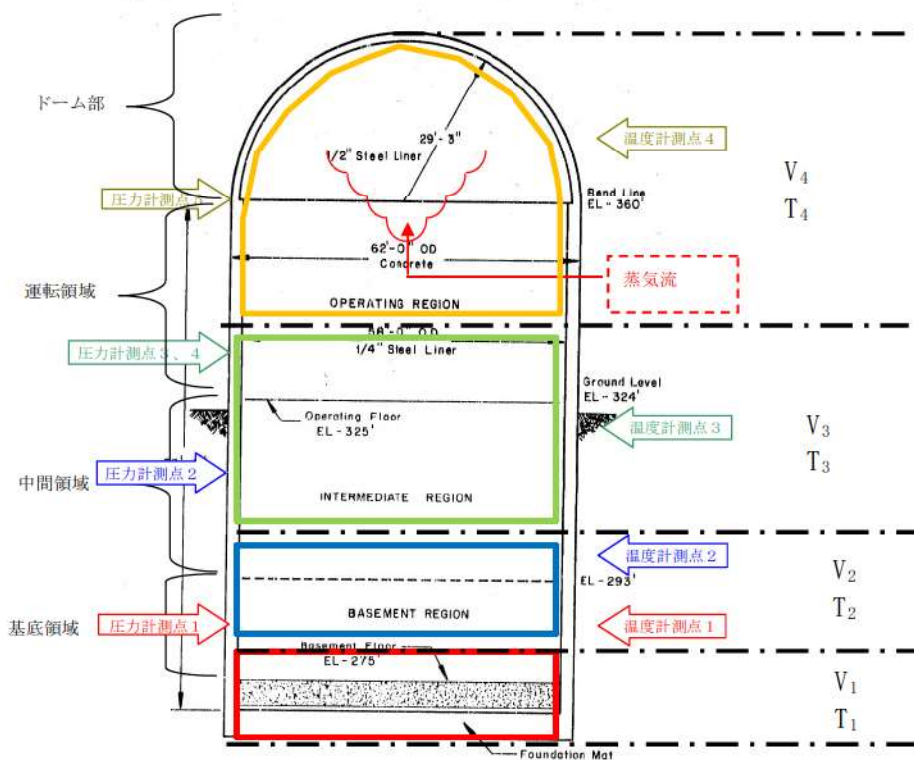 ドーム部
温度計測点4
29'-3"
1/2" Steel Liner
V4
T4
圧力計測点
Bend Line
EL-360'
62'-0" OD
Concrete
蒸気流
運転領域
OPERATING REGION
58'-0" OD
1/4" Steel Liner
圧力計測点3、4
Ground Level
EL-324'
Operating Floor
EL-325'
温度計測点3
V3
T3
圧力計測点2
中間領域
INTERMEDIATE REGION
温度計測点2
EL-293'
V2
T2
BASEMENT REGION
基底領域
圧力計測点1
温度計測点1
Basement Floor
EL-275'
V1
T1
Foundation Mat